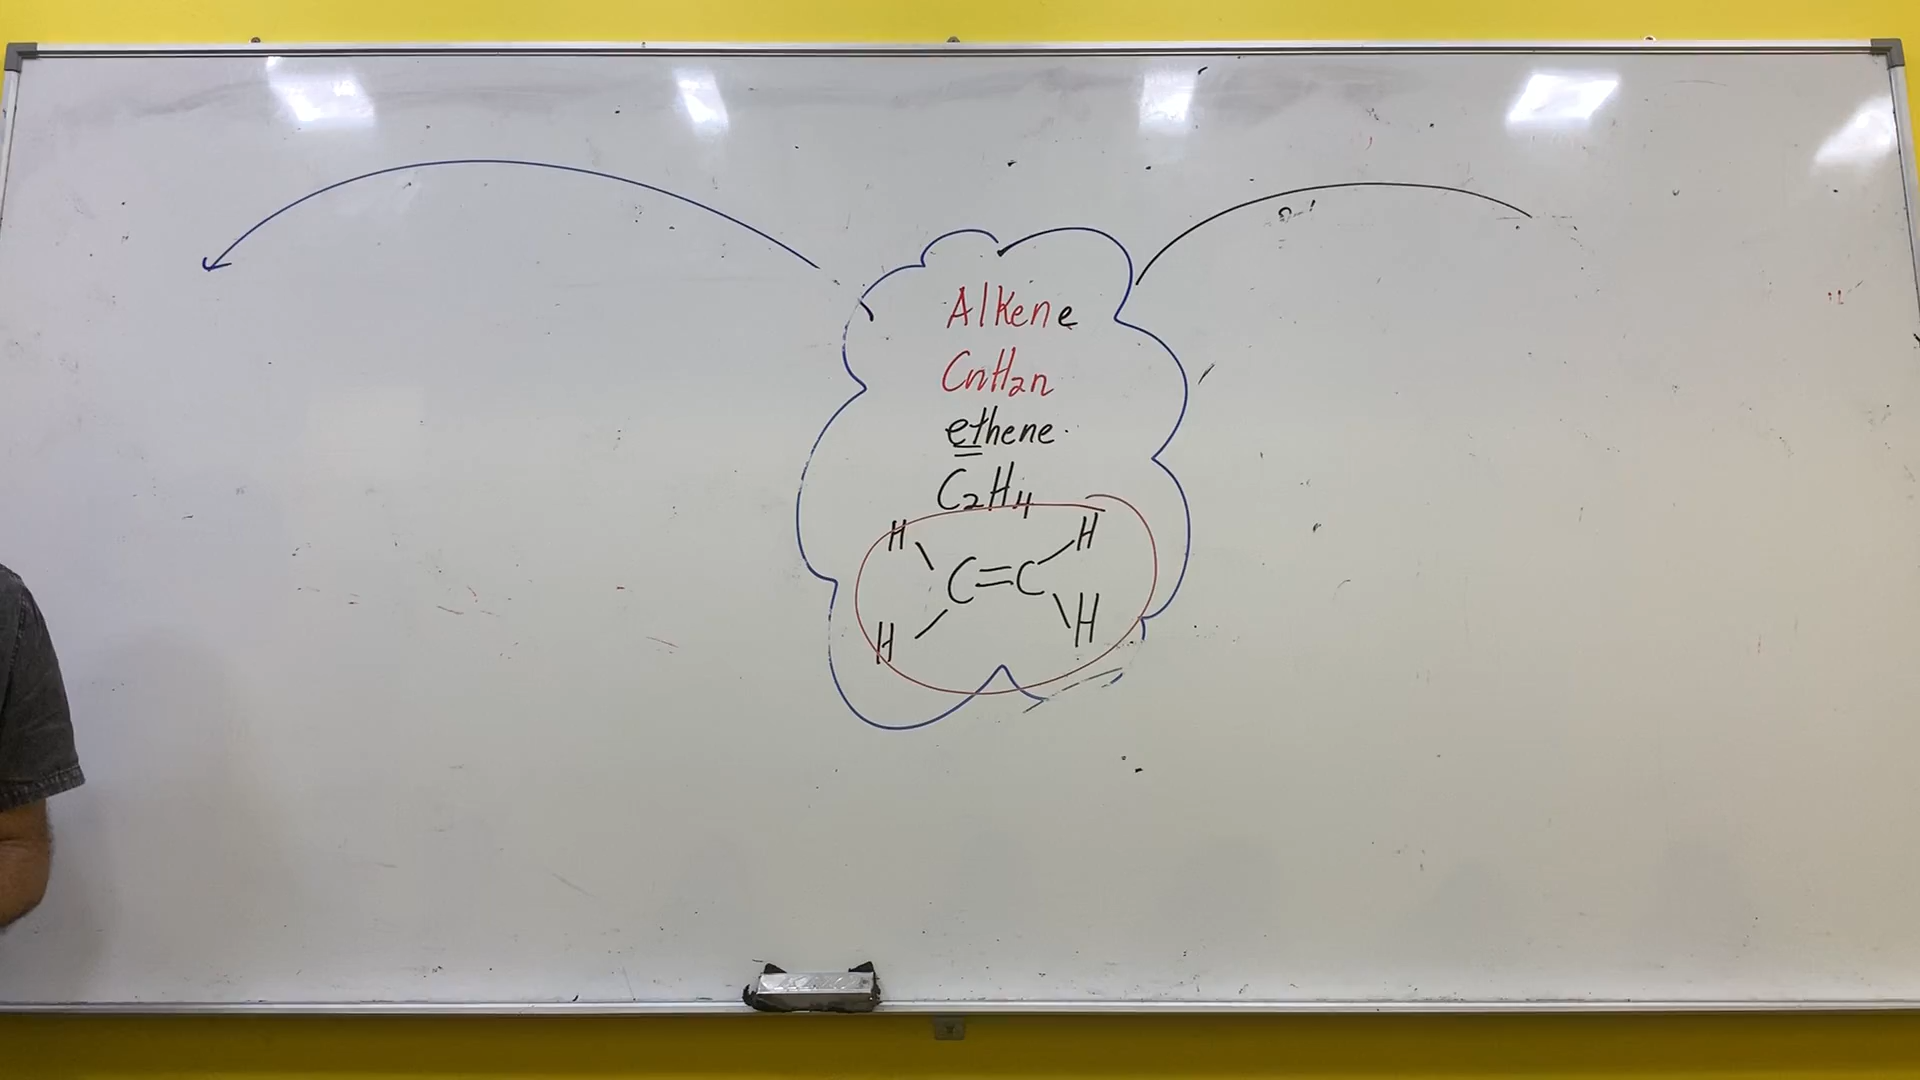 Alkene
CnH2n
ethene
C2H4
H H
C=C
H H